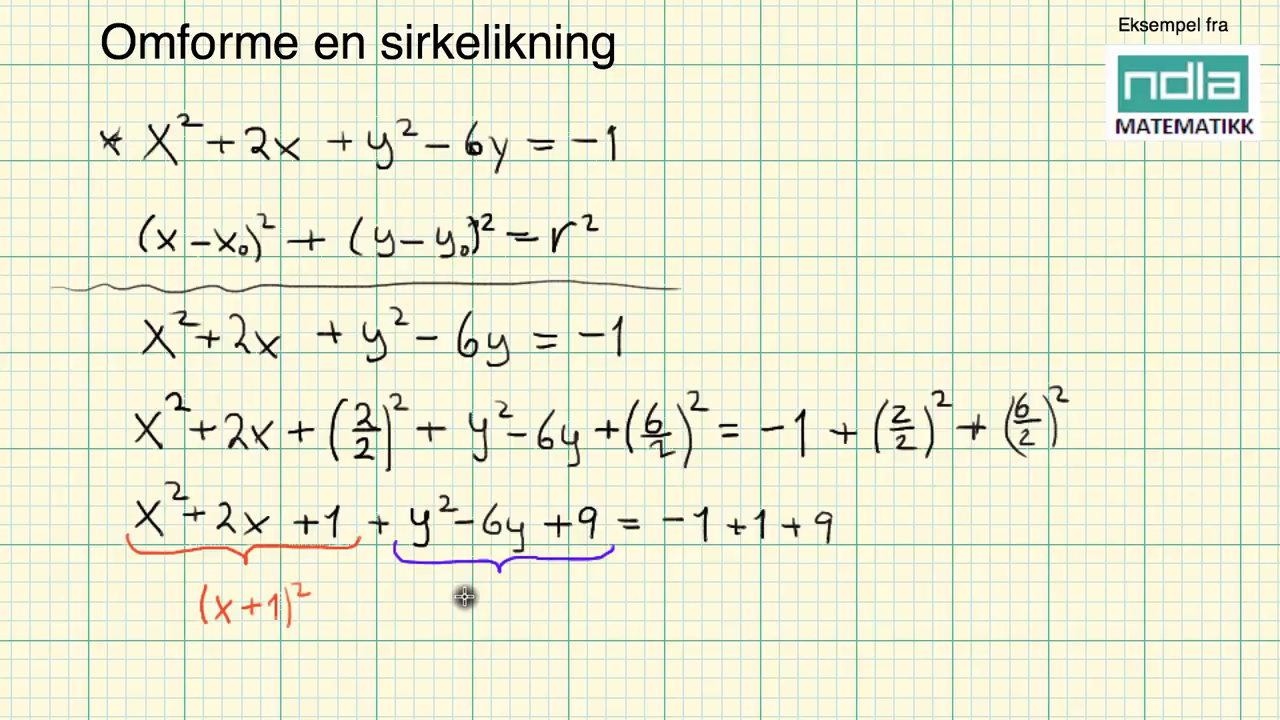 Omforme en sirkelikning
Eksempel fra
ndla
MATEMATIKK
* x² + 2x + y² - 6y = -1
(x - x₀)² + (y - y₀)² = r²
x² + 2x + y² - 6y = -1
x² + 2x + (2/2)² + y² - 6y + (6/2)² = -1 + (2/2)² + (6/2)²
x² + 2x + 1 + y² - 6y + 9 = -1 + 1 + 9
(x + 1)²